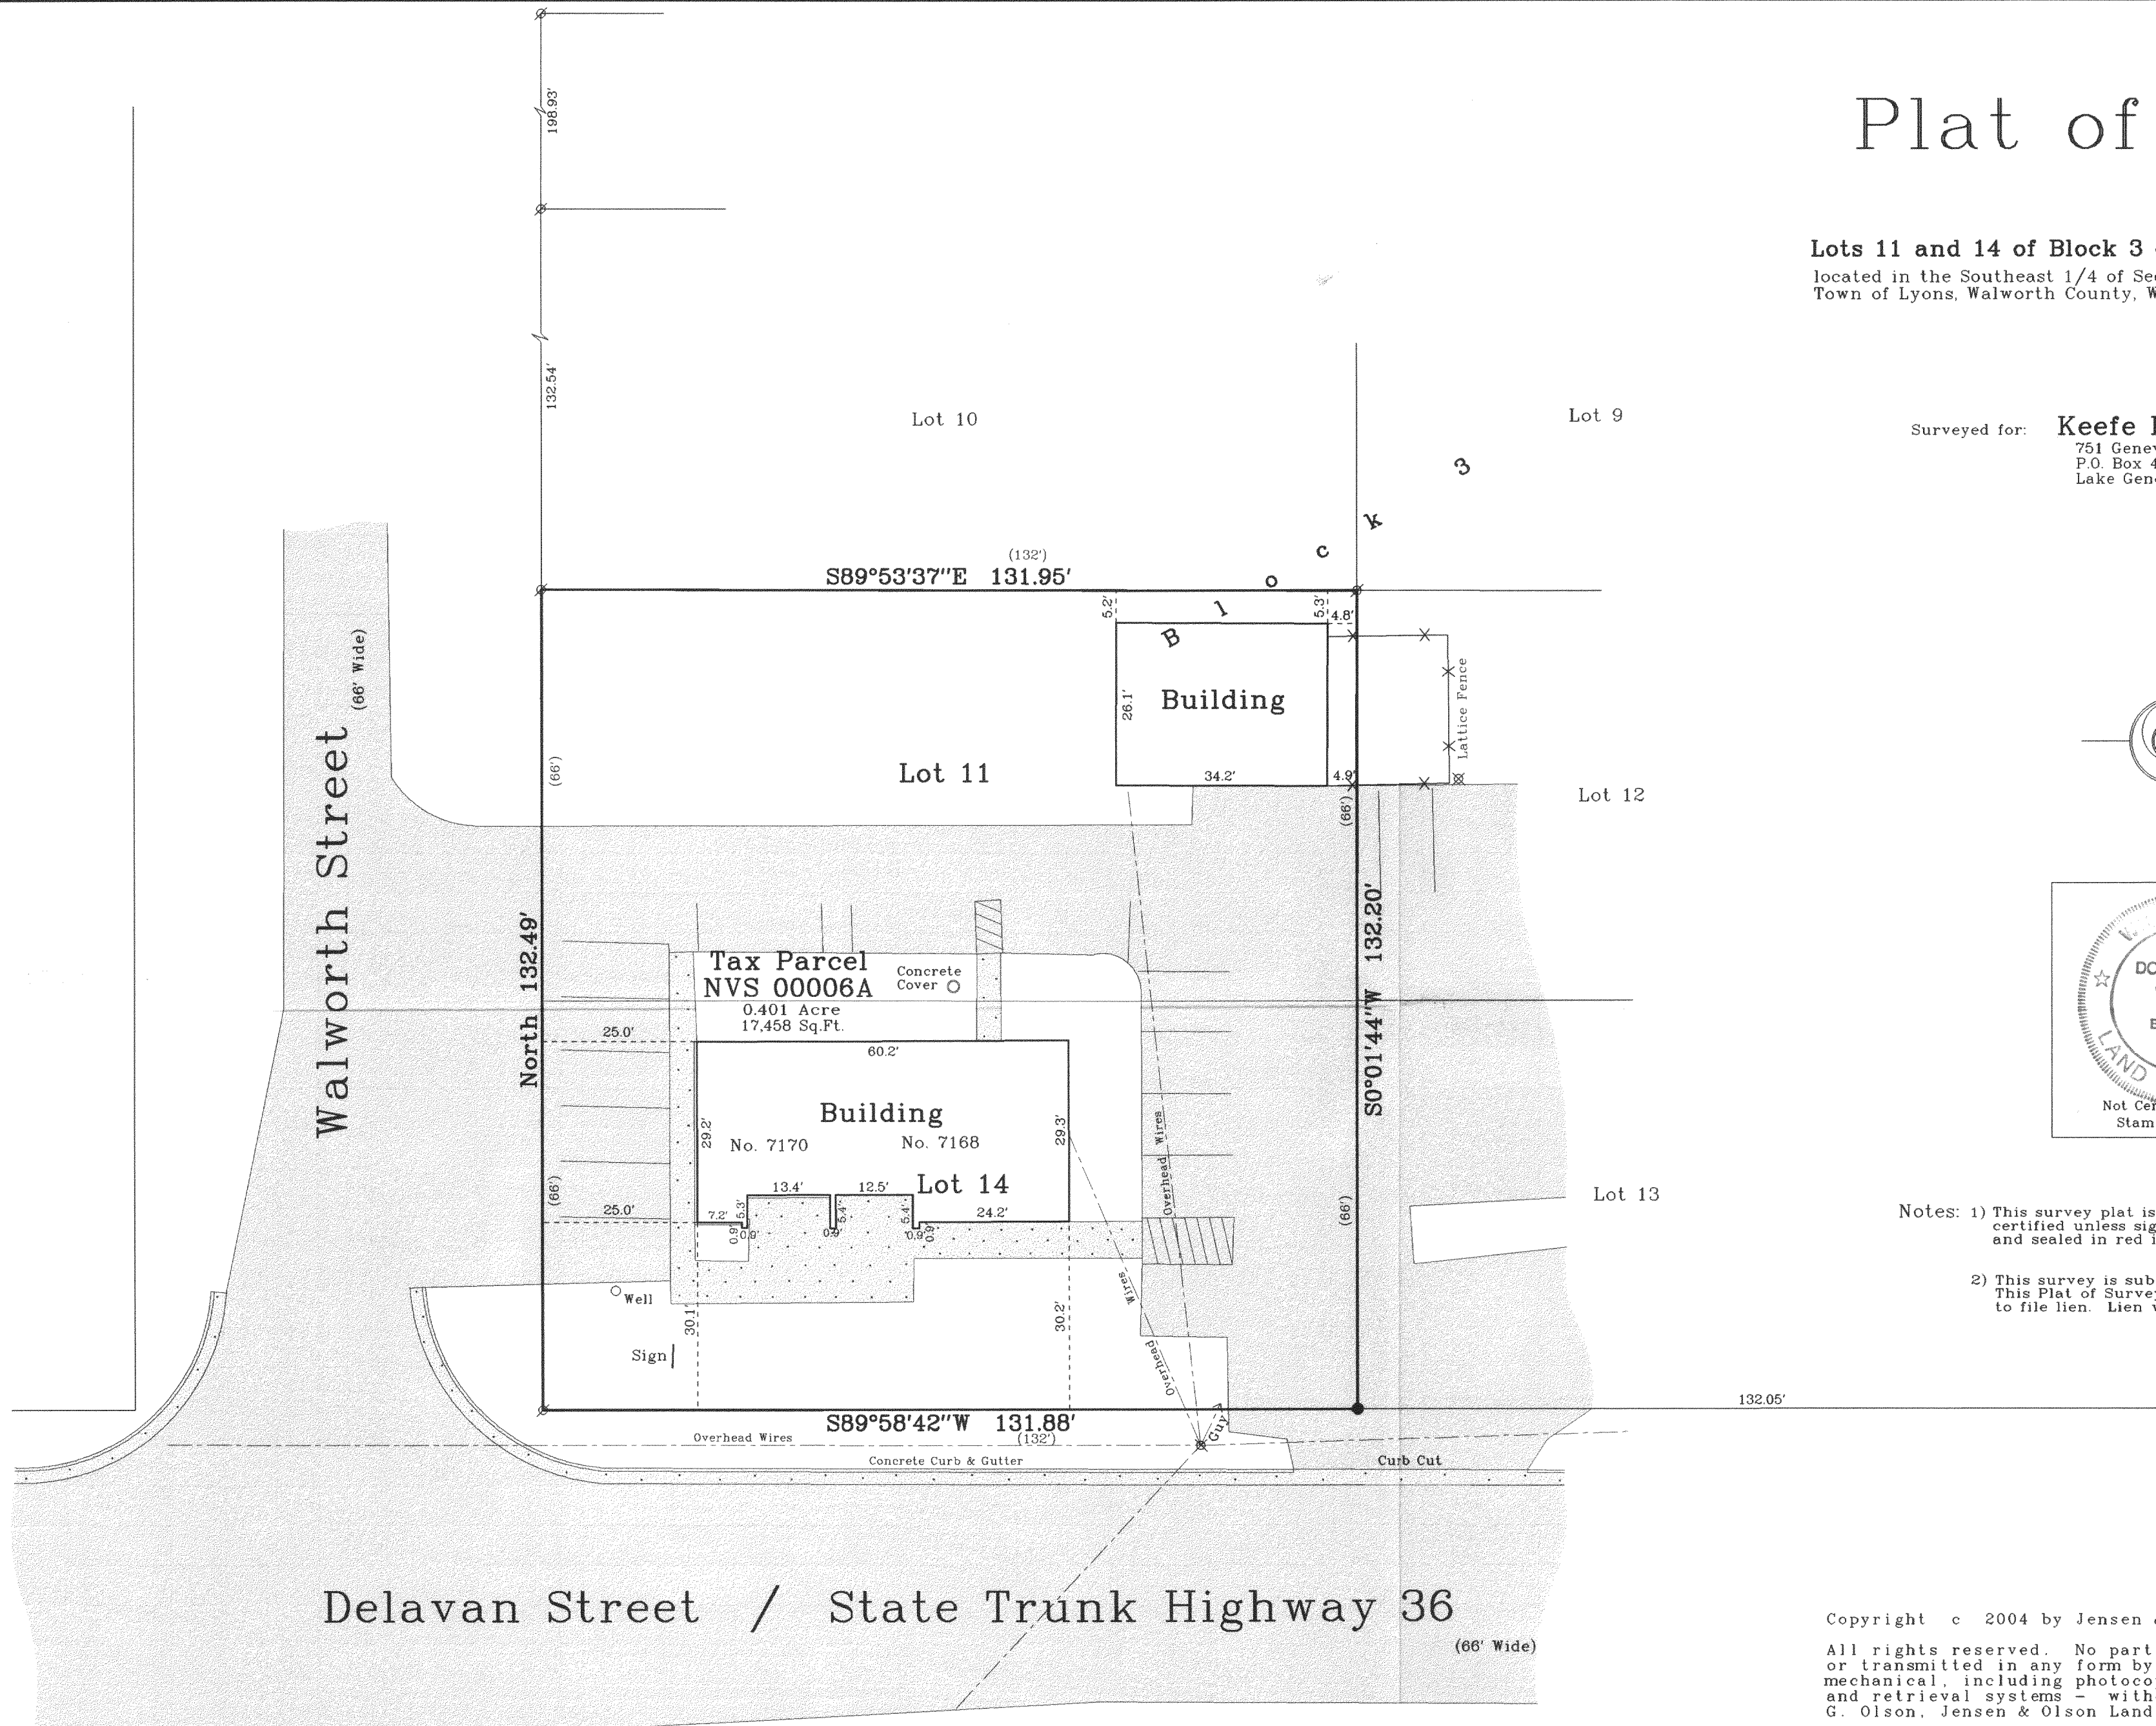 Plat of
Lots 11 and 14 of Block 3
located in the Southeast 1/4 of
Town of Lyons, Walworth County,
Surveyed for: Keefe
751
P.O. Box
Lake
198.93'
132.54'
Lot 10
Lot 9
B l o c k 3
(132')
S89°53'37"E 131.95'
5.2'
5.3'
4.8'
26.1'
Building
34.2'
4.9'
Lattice Fence
Lot 11
Lot 12
(66')
(66')
Walworth Street
(66' Wide)
North 132.49'
S0°01'44"W 132.20'
Tax Parcel
NVS 00006A
0.401 Acre
17,458 Sq.Ft.
Concrete
Cover
25.0'
60.2'
29.2'
29.3'
Building
No. 7170
No. 7168
Lot 14
Lot 13
13.4'
12.5'
25.0'
7.2'
5.3'
0.9'
0.9'
0.9'
5.4'
5.4'
0.9'
0.9'
24.2'
(66')
(66')
Overhead Wires
Overhead Wires
Well
Sign
30.1'
30.2'
S89°58'42"W 131.88'
(132')
132.05'
Overhead Wires
Guy
Concrete Curb & Gutter
Curb Cut
Delavan Street / State Trunk Highway 36
(66' Wide)
LAND
Not
Notes: 1) This survey plat is
certified unless
and sealed in red
2) This survey is
This Plat of
to file lien. Lien
Copyright c 2004 by Jensen
All rights reserved. No part
or transmitted in any form by
mechanical, including
and retrieval systems –
G. Olson, Jensen & Olson Land